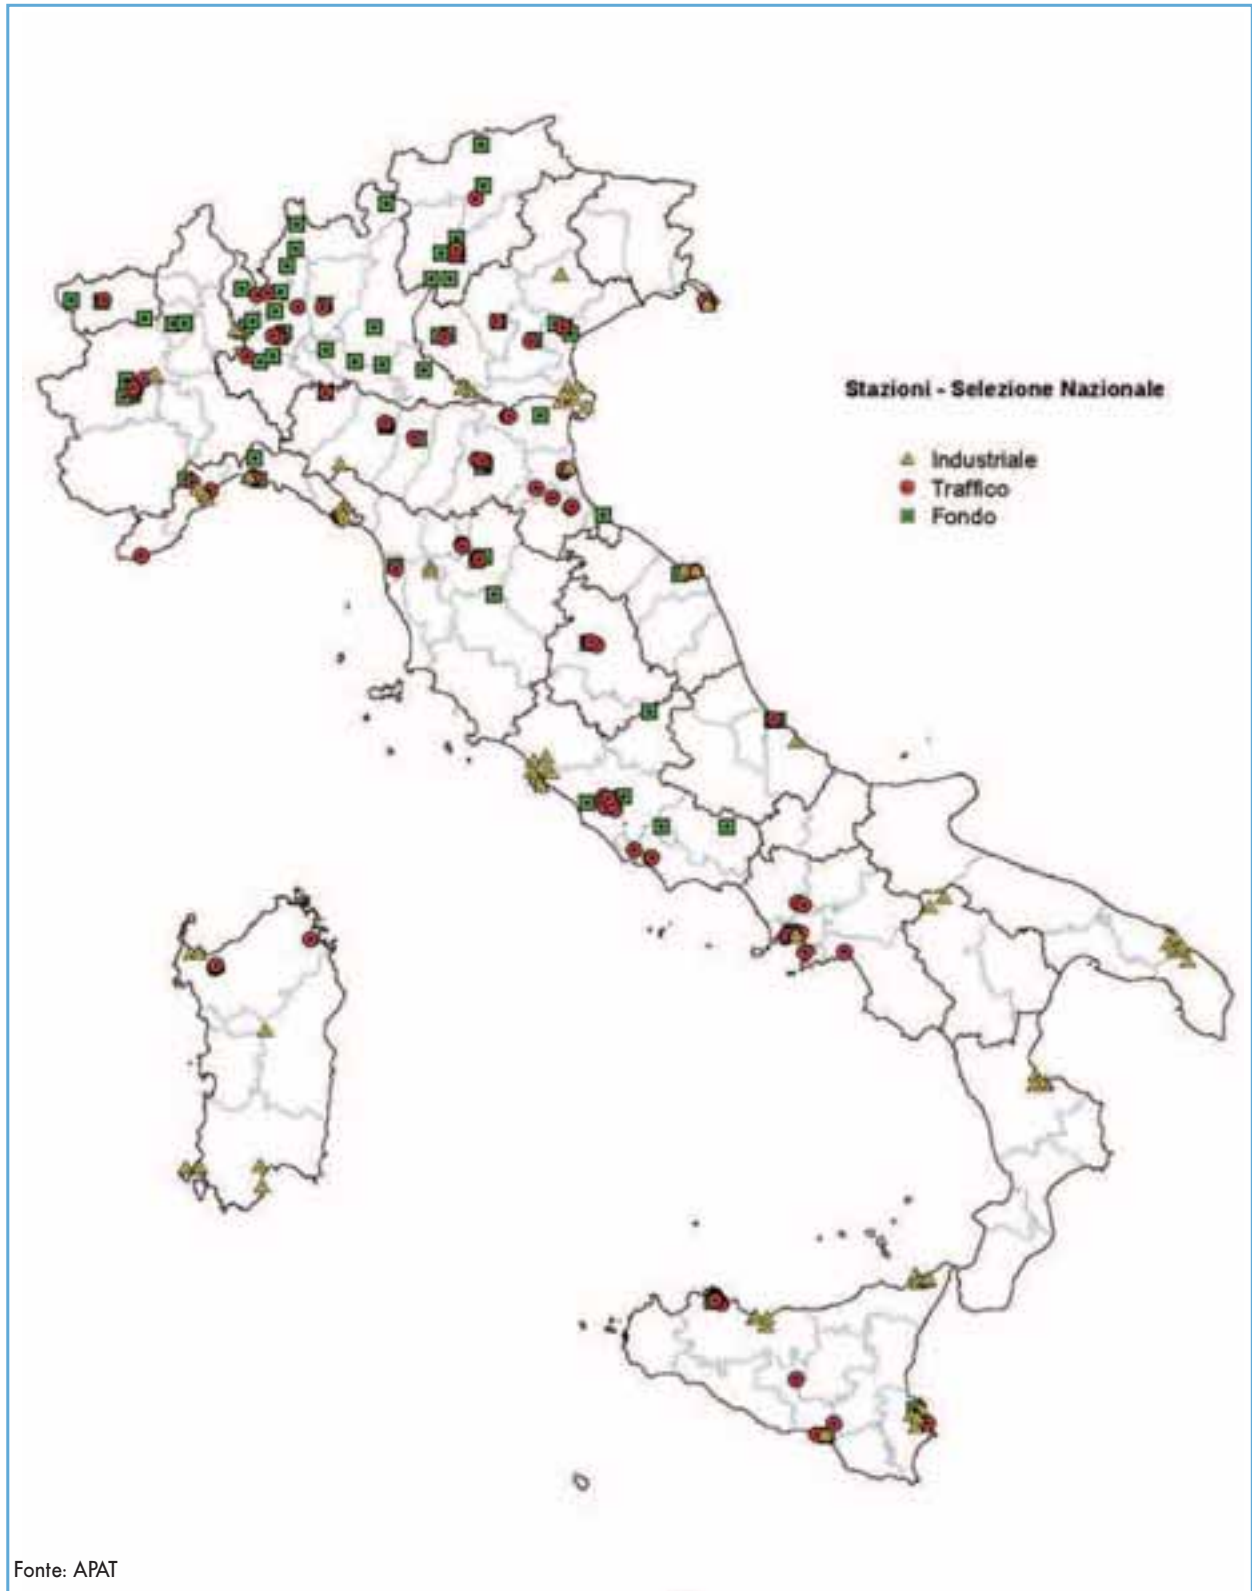 Stazioni - Selezione Nazionale
Industriale
Traffico
Fondo
Fonte: APAT